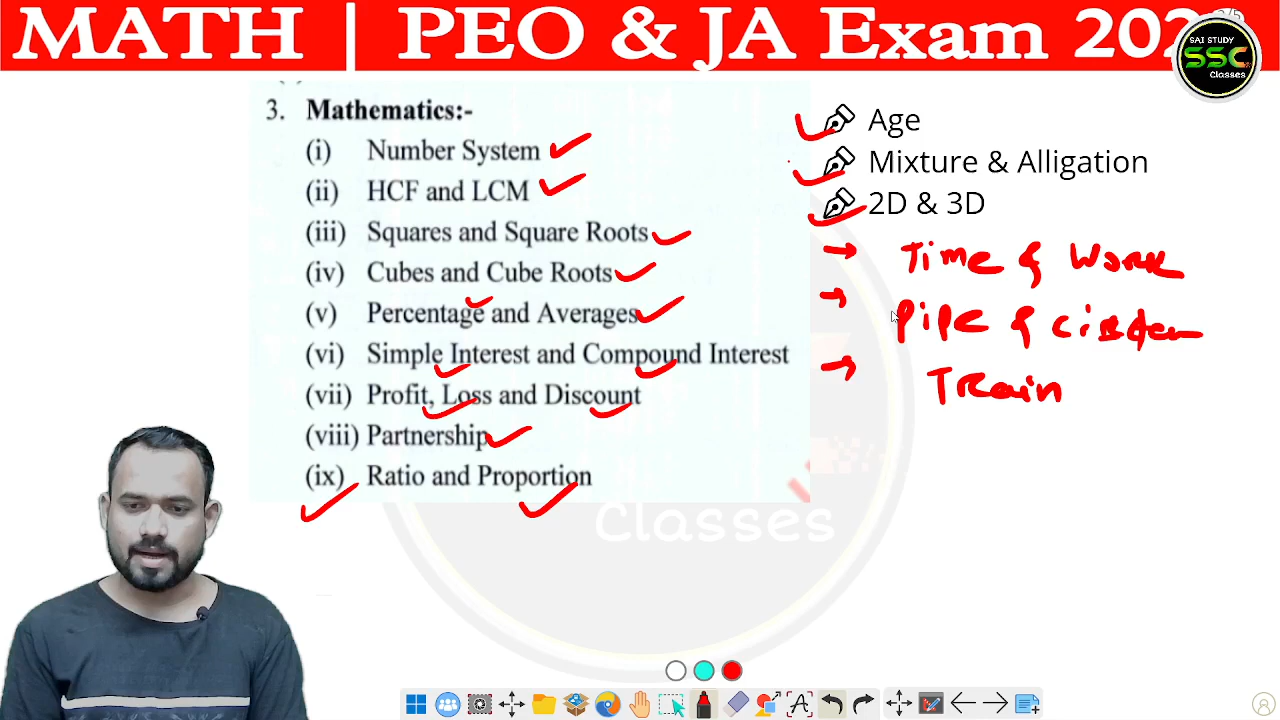 MATH | PEO & JA Exam 202
SAI STUDY
SSC
Classes
3. Mathematics:-
(i) Number System
(ii) HCF and LCM
(iii) Squares and Square Roots
(iv) Cubes and Cube Roots
(v) Percentage and Averages
(vi) Simple Interest and Compound Interest
(vii) Profit, Loss and Discount
(viii) Partnership
(ix) Ratio and Proportion
Age
Mixture & Alligation
2D & 3D
Time & Work
Pipe & cistern
Train
Classes